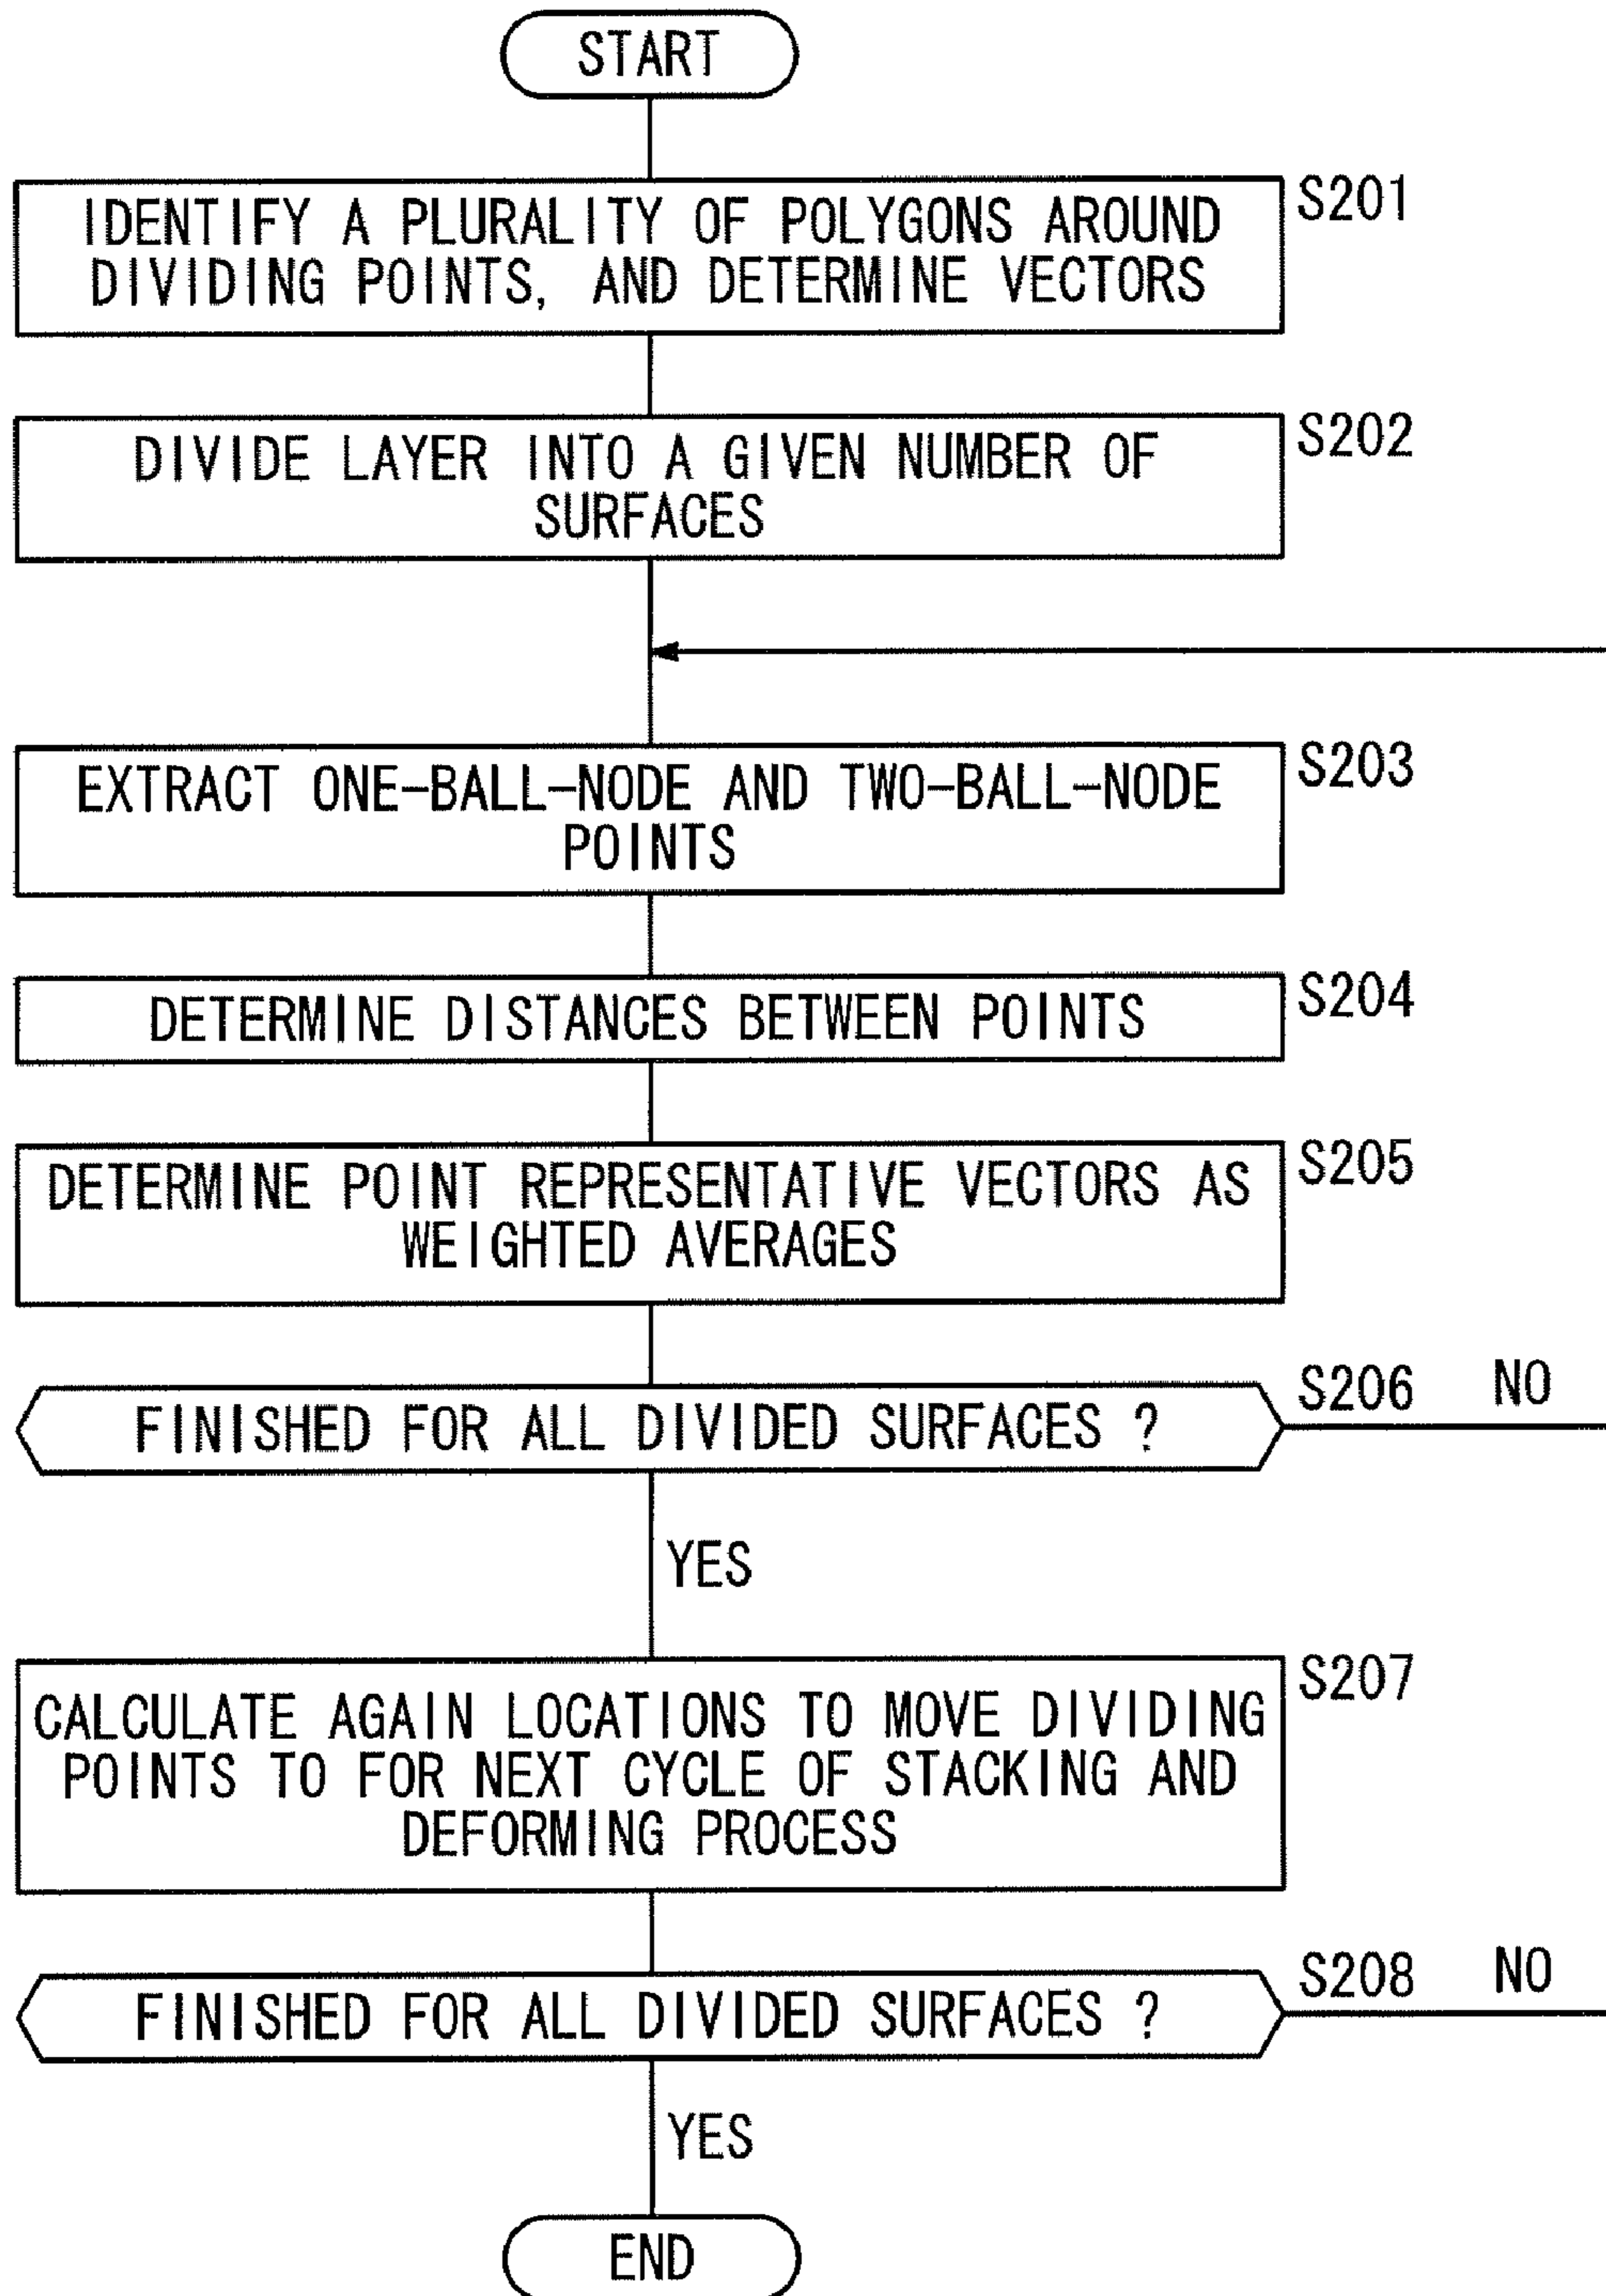 START
S201
IDENTIFY A PLURALITY OF POLYGONS AROUND
DIVIDING POINTS, AND DETERMINE VECTORS
S202
DIVIDE LAYER INTO A GIVEN NUMBER OF
SURFACES
S203
EXTRACT ONE-BALL-NODE AND TWO-BALL-NODE
POINTS
S204
DETERMINE DISTANCES BETWEEN POINTS
S205
DETERMINE POINT REPRESENTATIVE VECTORS AS
WEIGHTED AVERAGES
S206 NO
FINISHED FOR ALL DIVIDED SURFACES ?
YES
S207
CALCULATE AGAIN LOCATIONS TO MOVE DIVIDING
POINTS TO FOR NEXT CYCLE OF STACKING AND
DEFORMING PROCESS
S208 NO
FINISHED FOR ALL DIVIDED SURFACES ?
YES
END